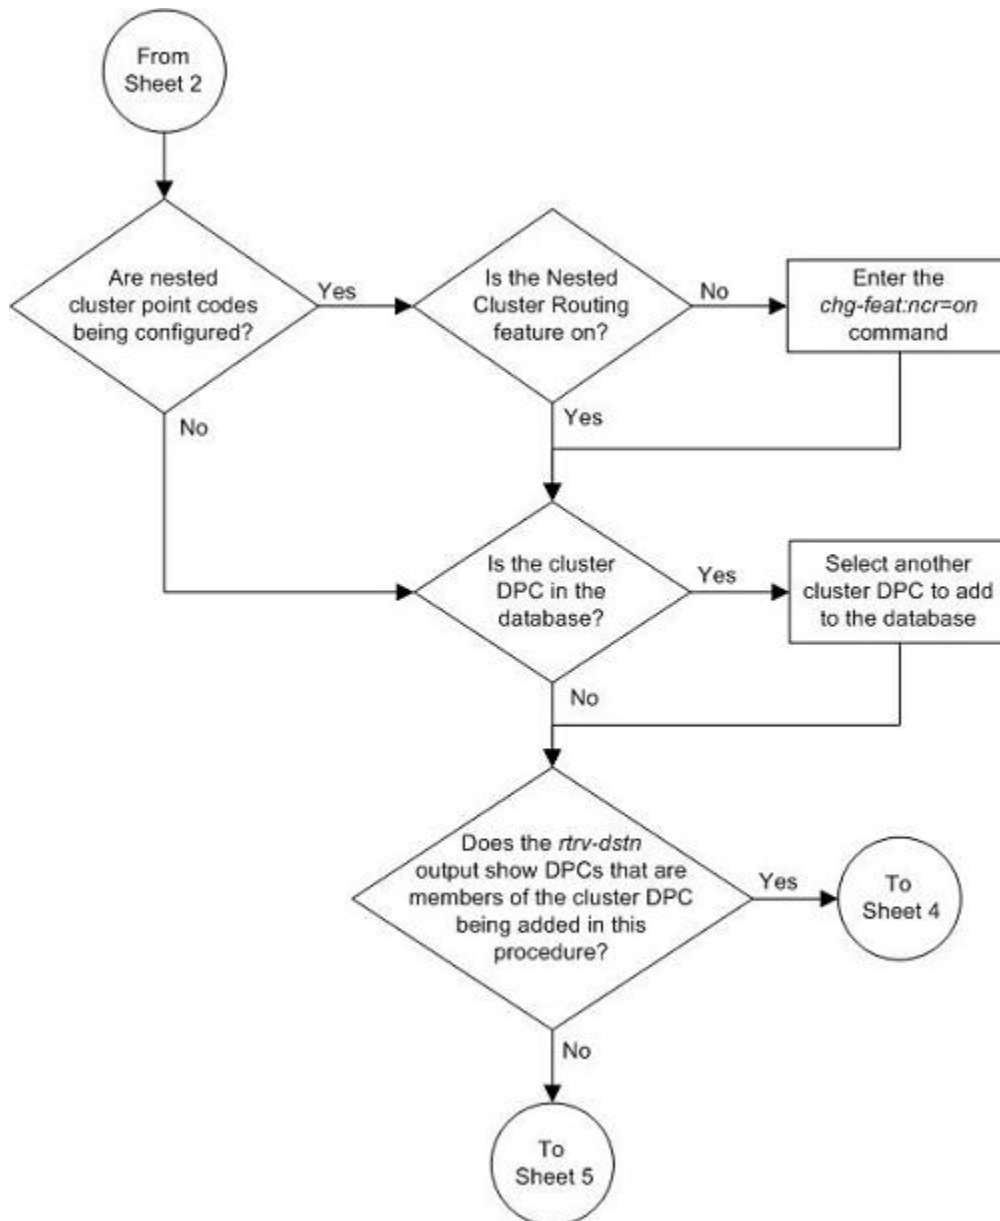 From
Sheet 2
Are nested
cluster point codes
being configured?
Yes
Is the Nested
Cluster Routing
feature on?
No
Enter the
chg-feat:ncr=on
command
No
Yes
Is the cluster
DPC in the
database?
Yes
Select another
cluster DPC to add
to the database
No
Does the rtrv-dstn
output show DPCs that are
members of the cluster DPC
being added in this
procedure?
Yes
To
Sheet 4
No
To
Sheet 5